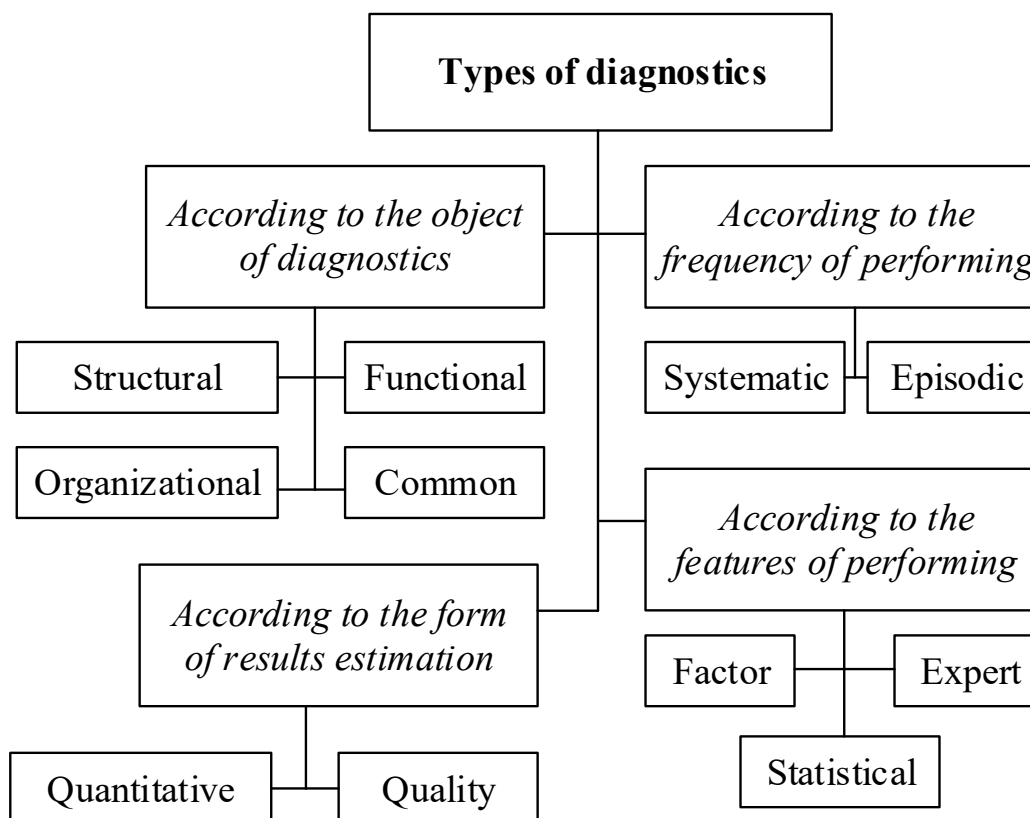 Types of diagnostics
According to the object
of diagnostics
According to the
frequency of performing
Structural
Functional
Systematic
Episodic
Organizational
Common
According to the
features of performing
According to the form
of results estimation
Factor
Expert
Statistical
Quantitative
Quality